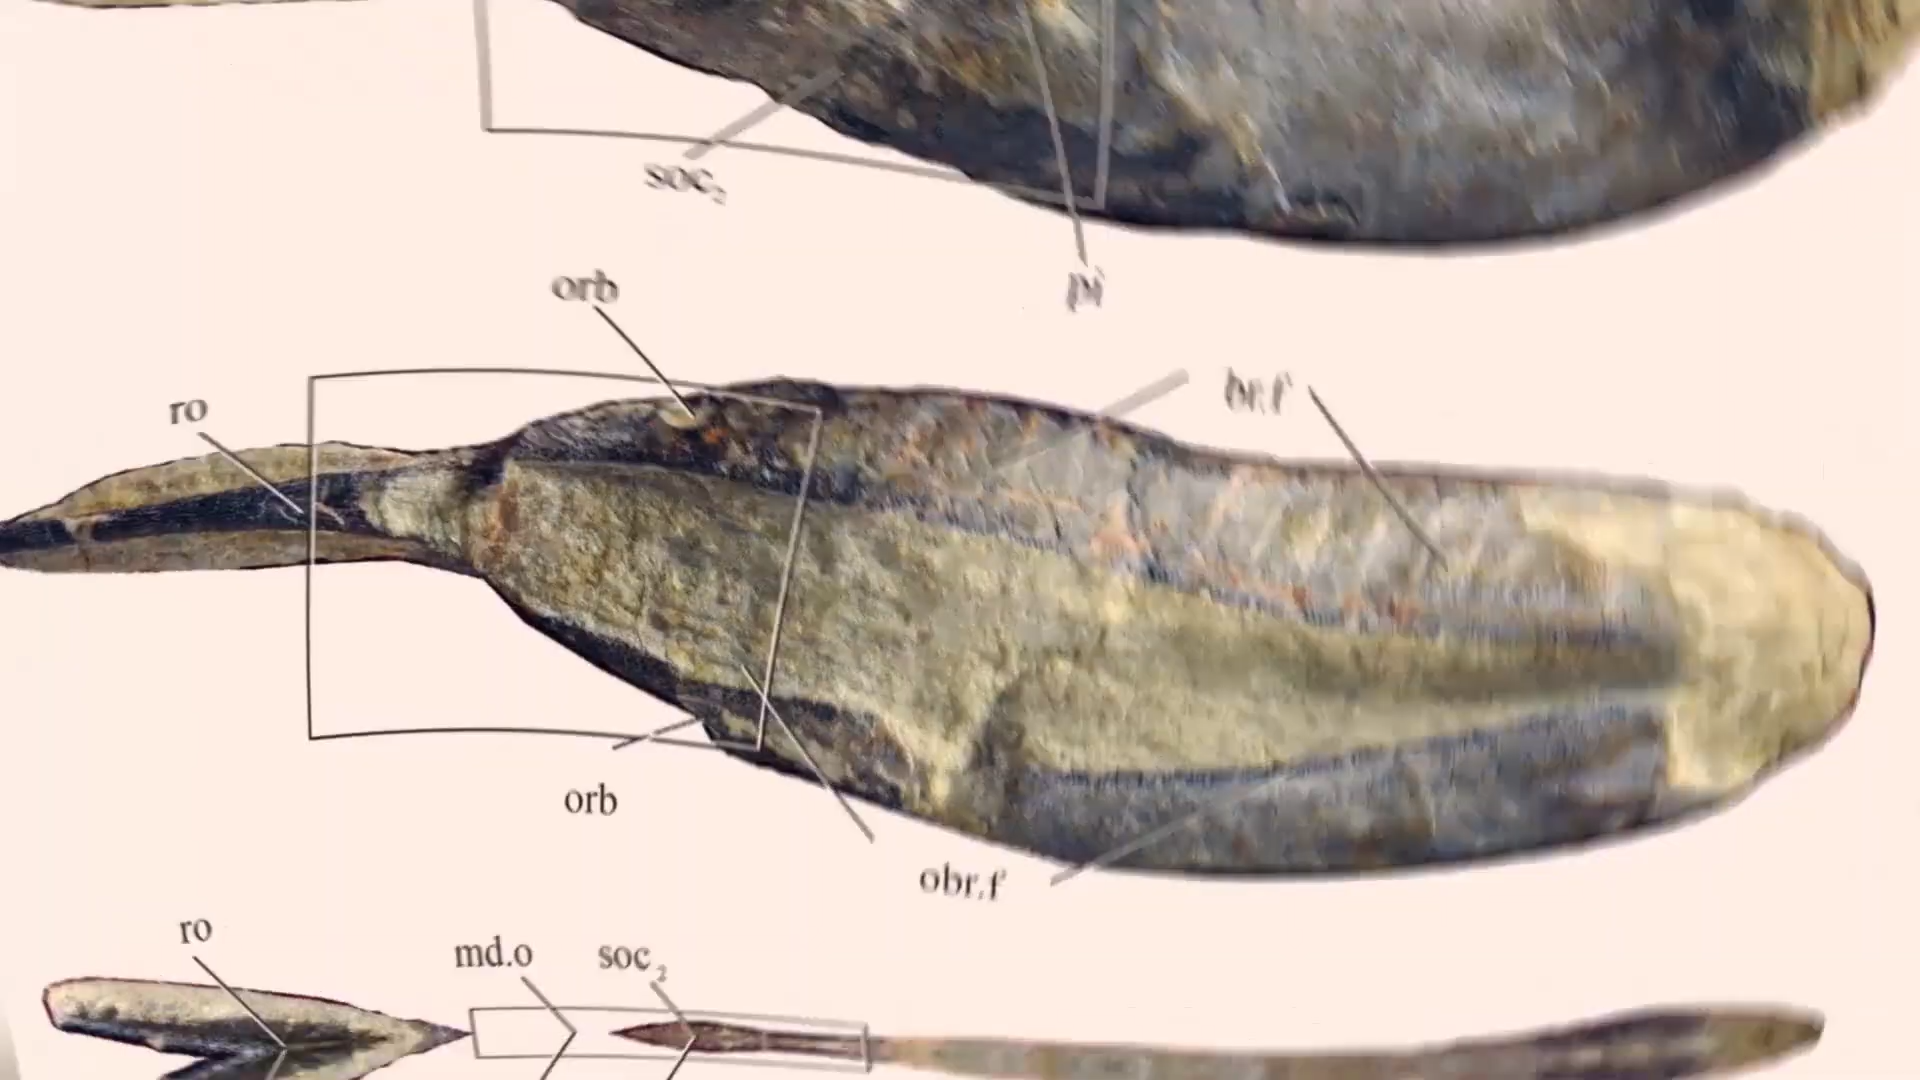 soc2
pi
orb
br.f
ro
orb
obr.f
ro
md.o
soc2